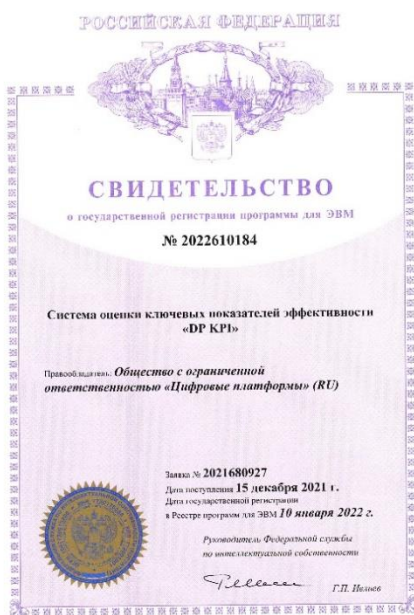 РОССИЙСКАЯ ФЕДЕРАЦИЯ
СВИДЕТЕЛЬСТВО
о государственной регистрации программы для ЭВМ
№ 2022610184
Система оценки ключевых показателей эффективности
«DP KPI»
Правообладатель: Общество с ограниченной
ответственностью «Цифровые платформы» (RU)
Заявка № 2021680927
Дата поступления 15 декабря 2021 г.
Дата государственной регистрации
в Реестре программ для ЭВМ 10 января 2022 г.
Руководитель Федеральной службы
по интеллектуальной собственности
Г.П. Ивлиев